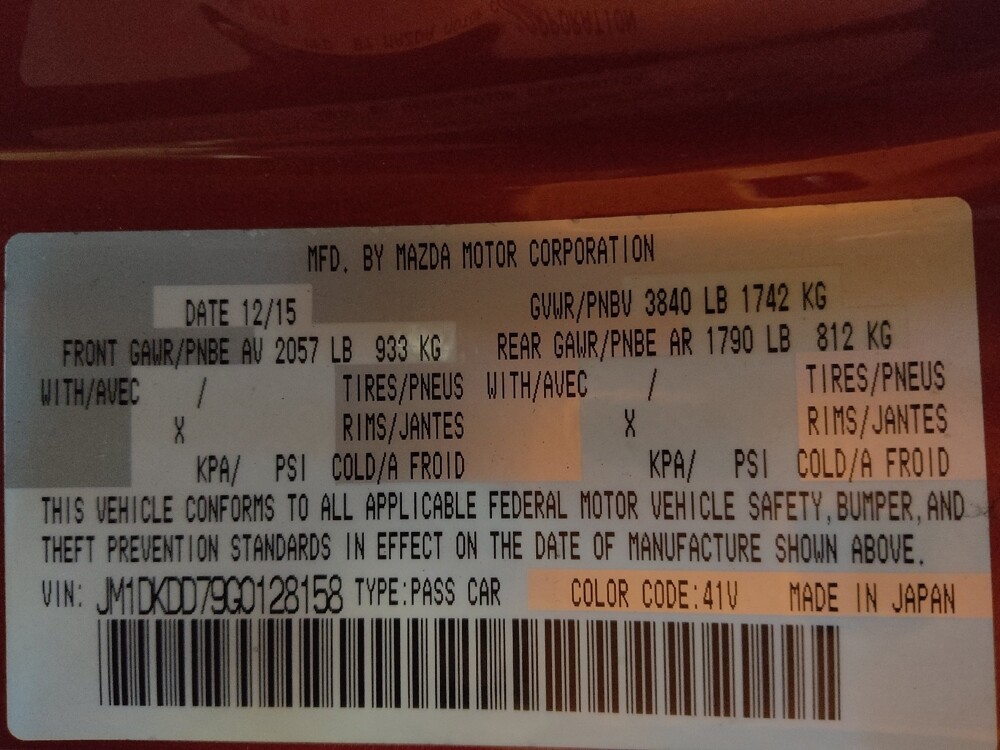 MFD. BY MAZDA MOTOR CORPORATION
DATE 12/15 GVWR/PNBV 3840 LB 1742 KG
FRONT GAWR/PNBE AV 2057 LB 933 KG REAR GAWR/PNBE AR 1790 LB 812 KG
WITH/AVEC / TIRES/PNEUS WITH/AVEC / TIRES/PNEUS
X RIMS/JANTES X RIMS/JANTES
KPA/ PSI COLD/A FROID KPA/ PSI COLD/A FROID
THIS VEHICLE CONFORMS TO ALL APPLICABLE FEDERAL MOTOR VEHICLE SAFETY, BUMPER, AND
THEFT PREVENTION STANDARDS IN EFFECT ON THE DATE OF MANUFACTURE SHOWN ABOVE.
VIN: JM1DKDD79G0128158 TYPE:PASS CAR COLOR CODE:41V MADE IN JAPAN